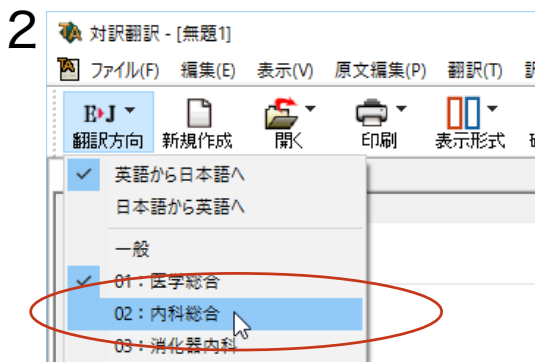 2
対訳翻訳 - [無題1]
ファイル(F) 編集(E) 表示(V) 原文編集(P) 翻訳(T)
E▸J
翻訳方向 新規作成 開く 印刷 表示形式
英語から日本語へ
日本語から英語へ
一般
01：医学総合
02：内科総合
03：消化器内科